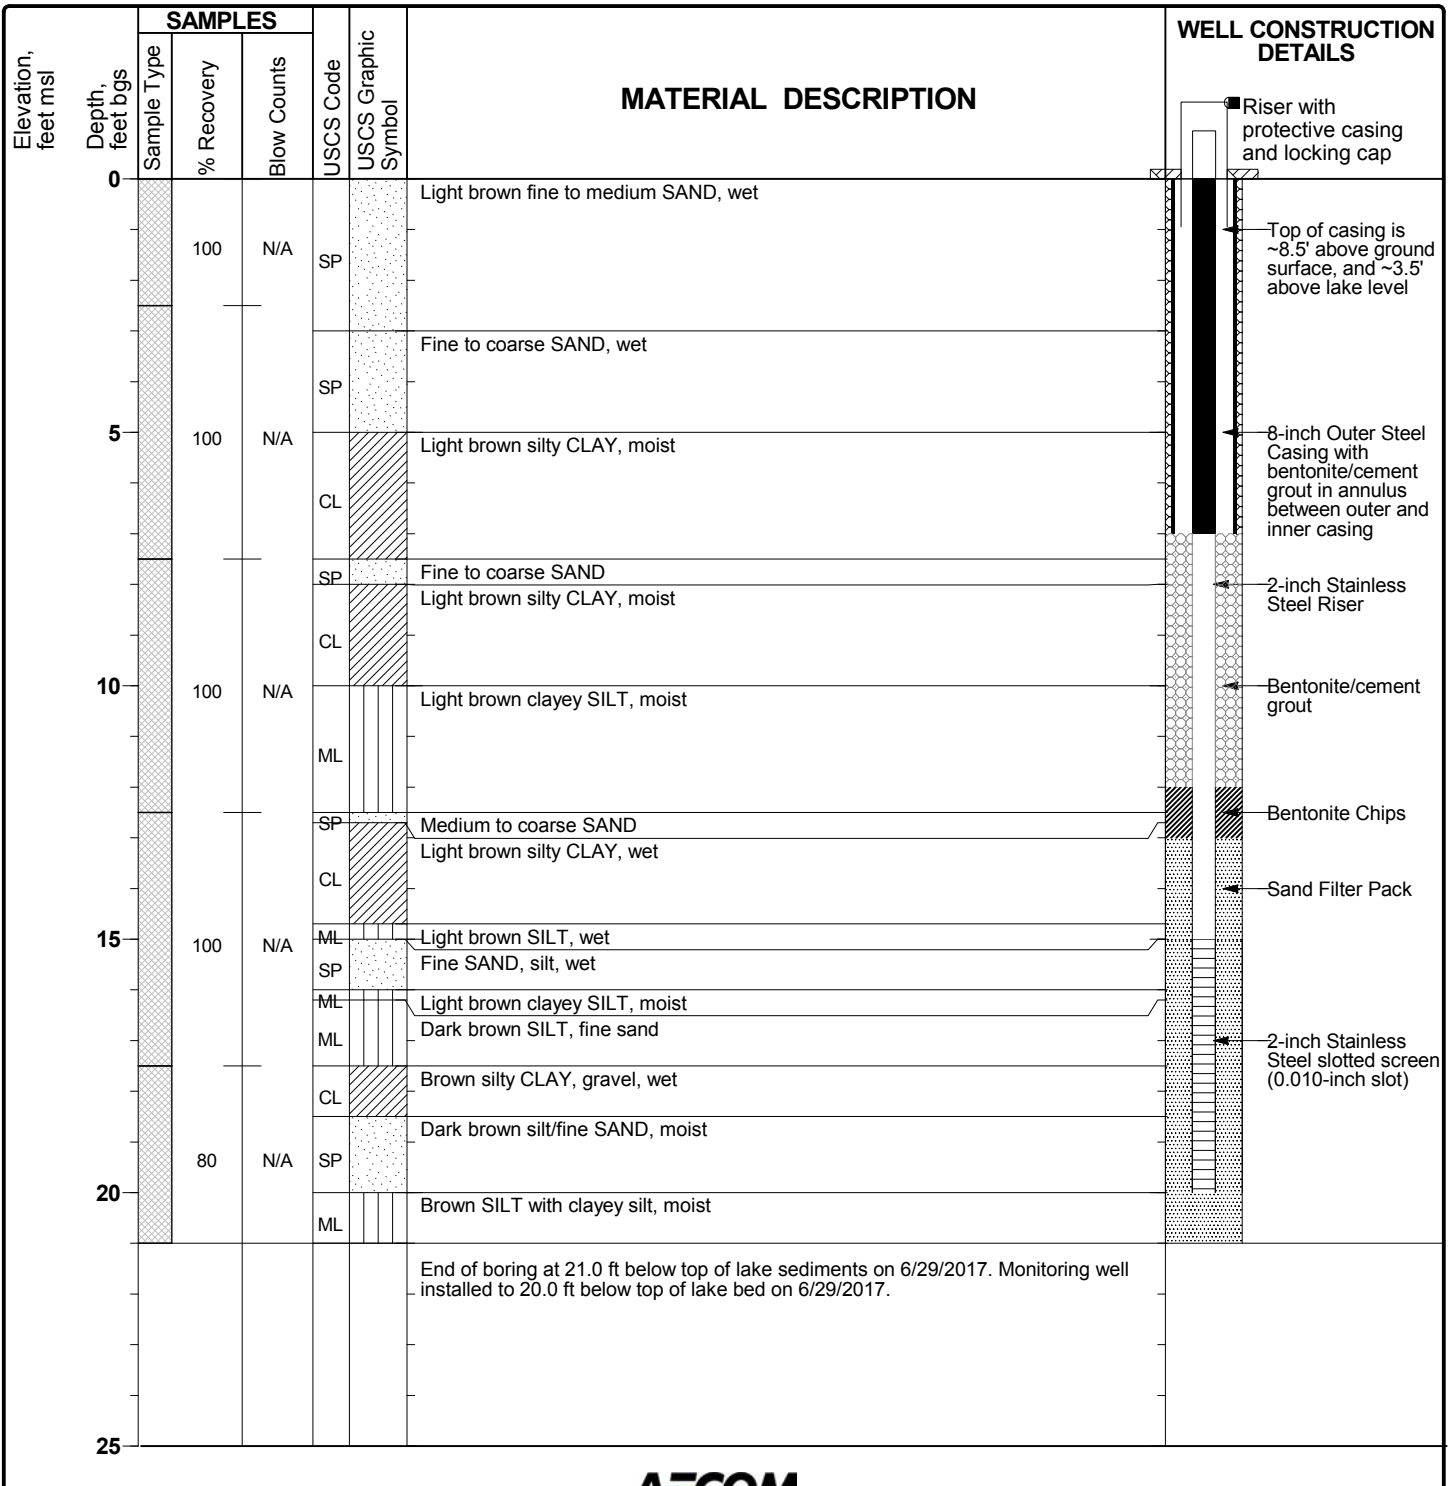 SAMPLES
Elevation,
feet msl
Depth,
feet bgs
Sample Type
% Recovery
Blow Counts
USCS Code
USCS Graphic
Symbol
MATERIAL DESCRIPTION
WELL CONSTRUCTION
DETAILS
Riser with
protective casing
and locking cap
0
Light brown fine to medium SAND, wet
100
N/A
SP
Top of casing is
~8.5' above ground
surface, and ~3.5'
above lake level
Fine to coarse SAND, wet
SP
5
100
N/A
Light brown silty CLAY, moist
CL
8-inch Outer Steel
Casing with
bentonite/cement
grout in annulus
between outer and
inner casing
SP
Fine to coarse SAND
Light brown silty CLAY, moist
CL
2-inch Stainless
Steel Riser
10
100
N/A
Light brown clayey SILT, moist
ML
Bentonite/cement
grout
SP
Medium to coarse SAND
Bentonite Chips
Light brown silty CLAY, wet
CL
Sand Filter Pack
15
100
N/A
ML
Light brown SILT, wet
SP
Fine SAND, silt, wet
ML
Light brown clayey SILT, moist
ML
Dark brown SILT, fine sand
2-inch Stainless
Steel slotted screen
(0.010-inch slot)
CL
Brown silty CLAY, gravel, wet
Dark brown silt/fine SAND, moist
80
N/A
SP
20
Brown SILT with clayey silt, moist
ML
End of boring at 21.0 ft below top of lake sediments on 6/29/2017. Monitoring well
installed to 20.0 ft below top of lake bed on 6/29/2017.
25
AECOM